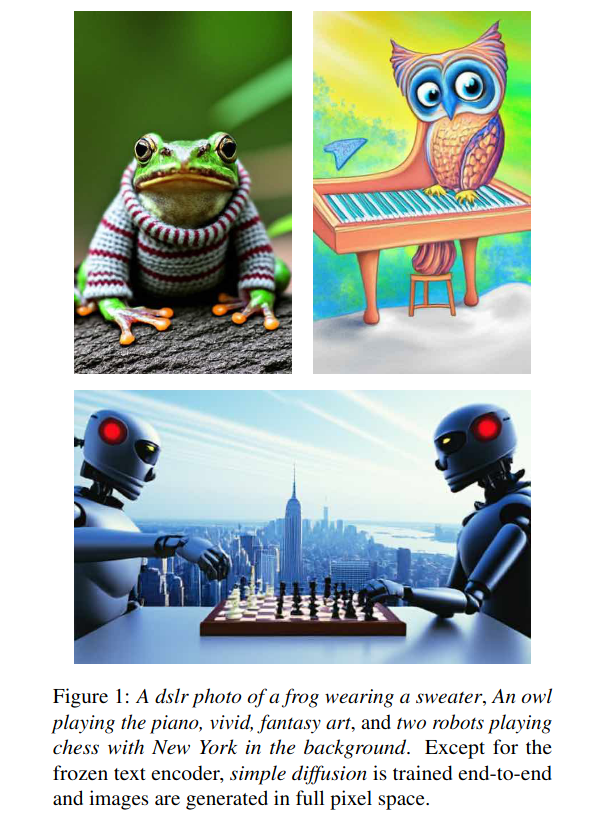 Figure 1: A dslr photo of a frog wearing a sweater, An owl
playing the piano, vivid, fantasy art, and two robots playing
chess with New York in the background. Except for the
frozen text encoder, simple diffusion is trained end-to-end
and images are generated in full pixel space.